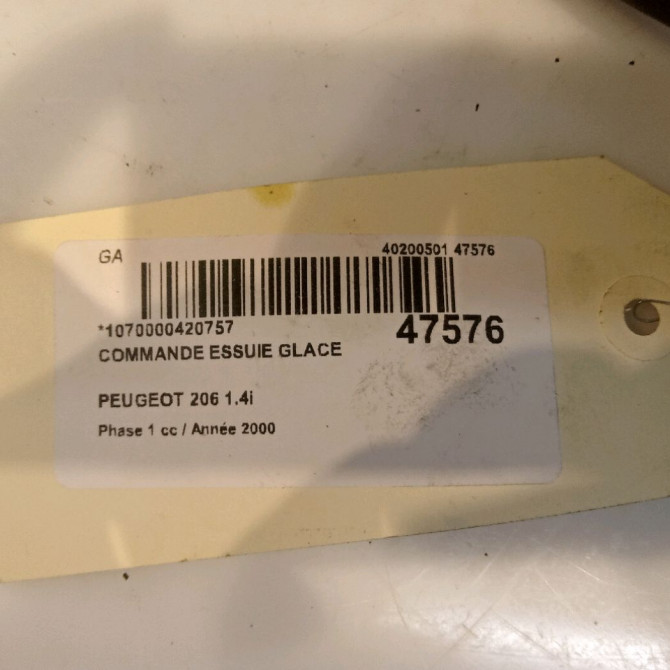 GA
40200501 47576
*1070000420757
47576
COMMANDE ESSUIE GLACE
PEUGEOT 206 1.4i
Phase 1 cc / Année 2000